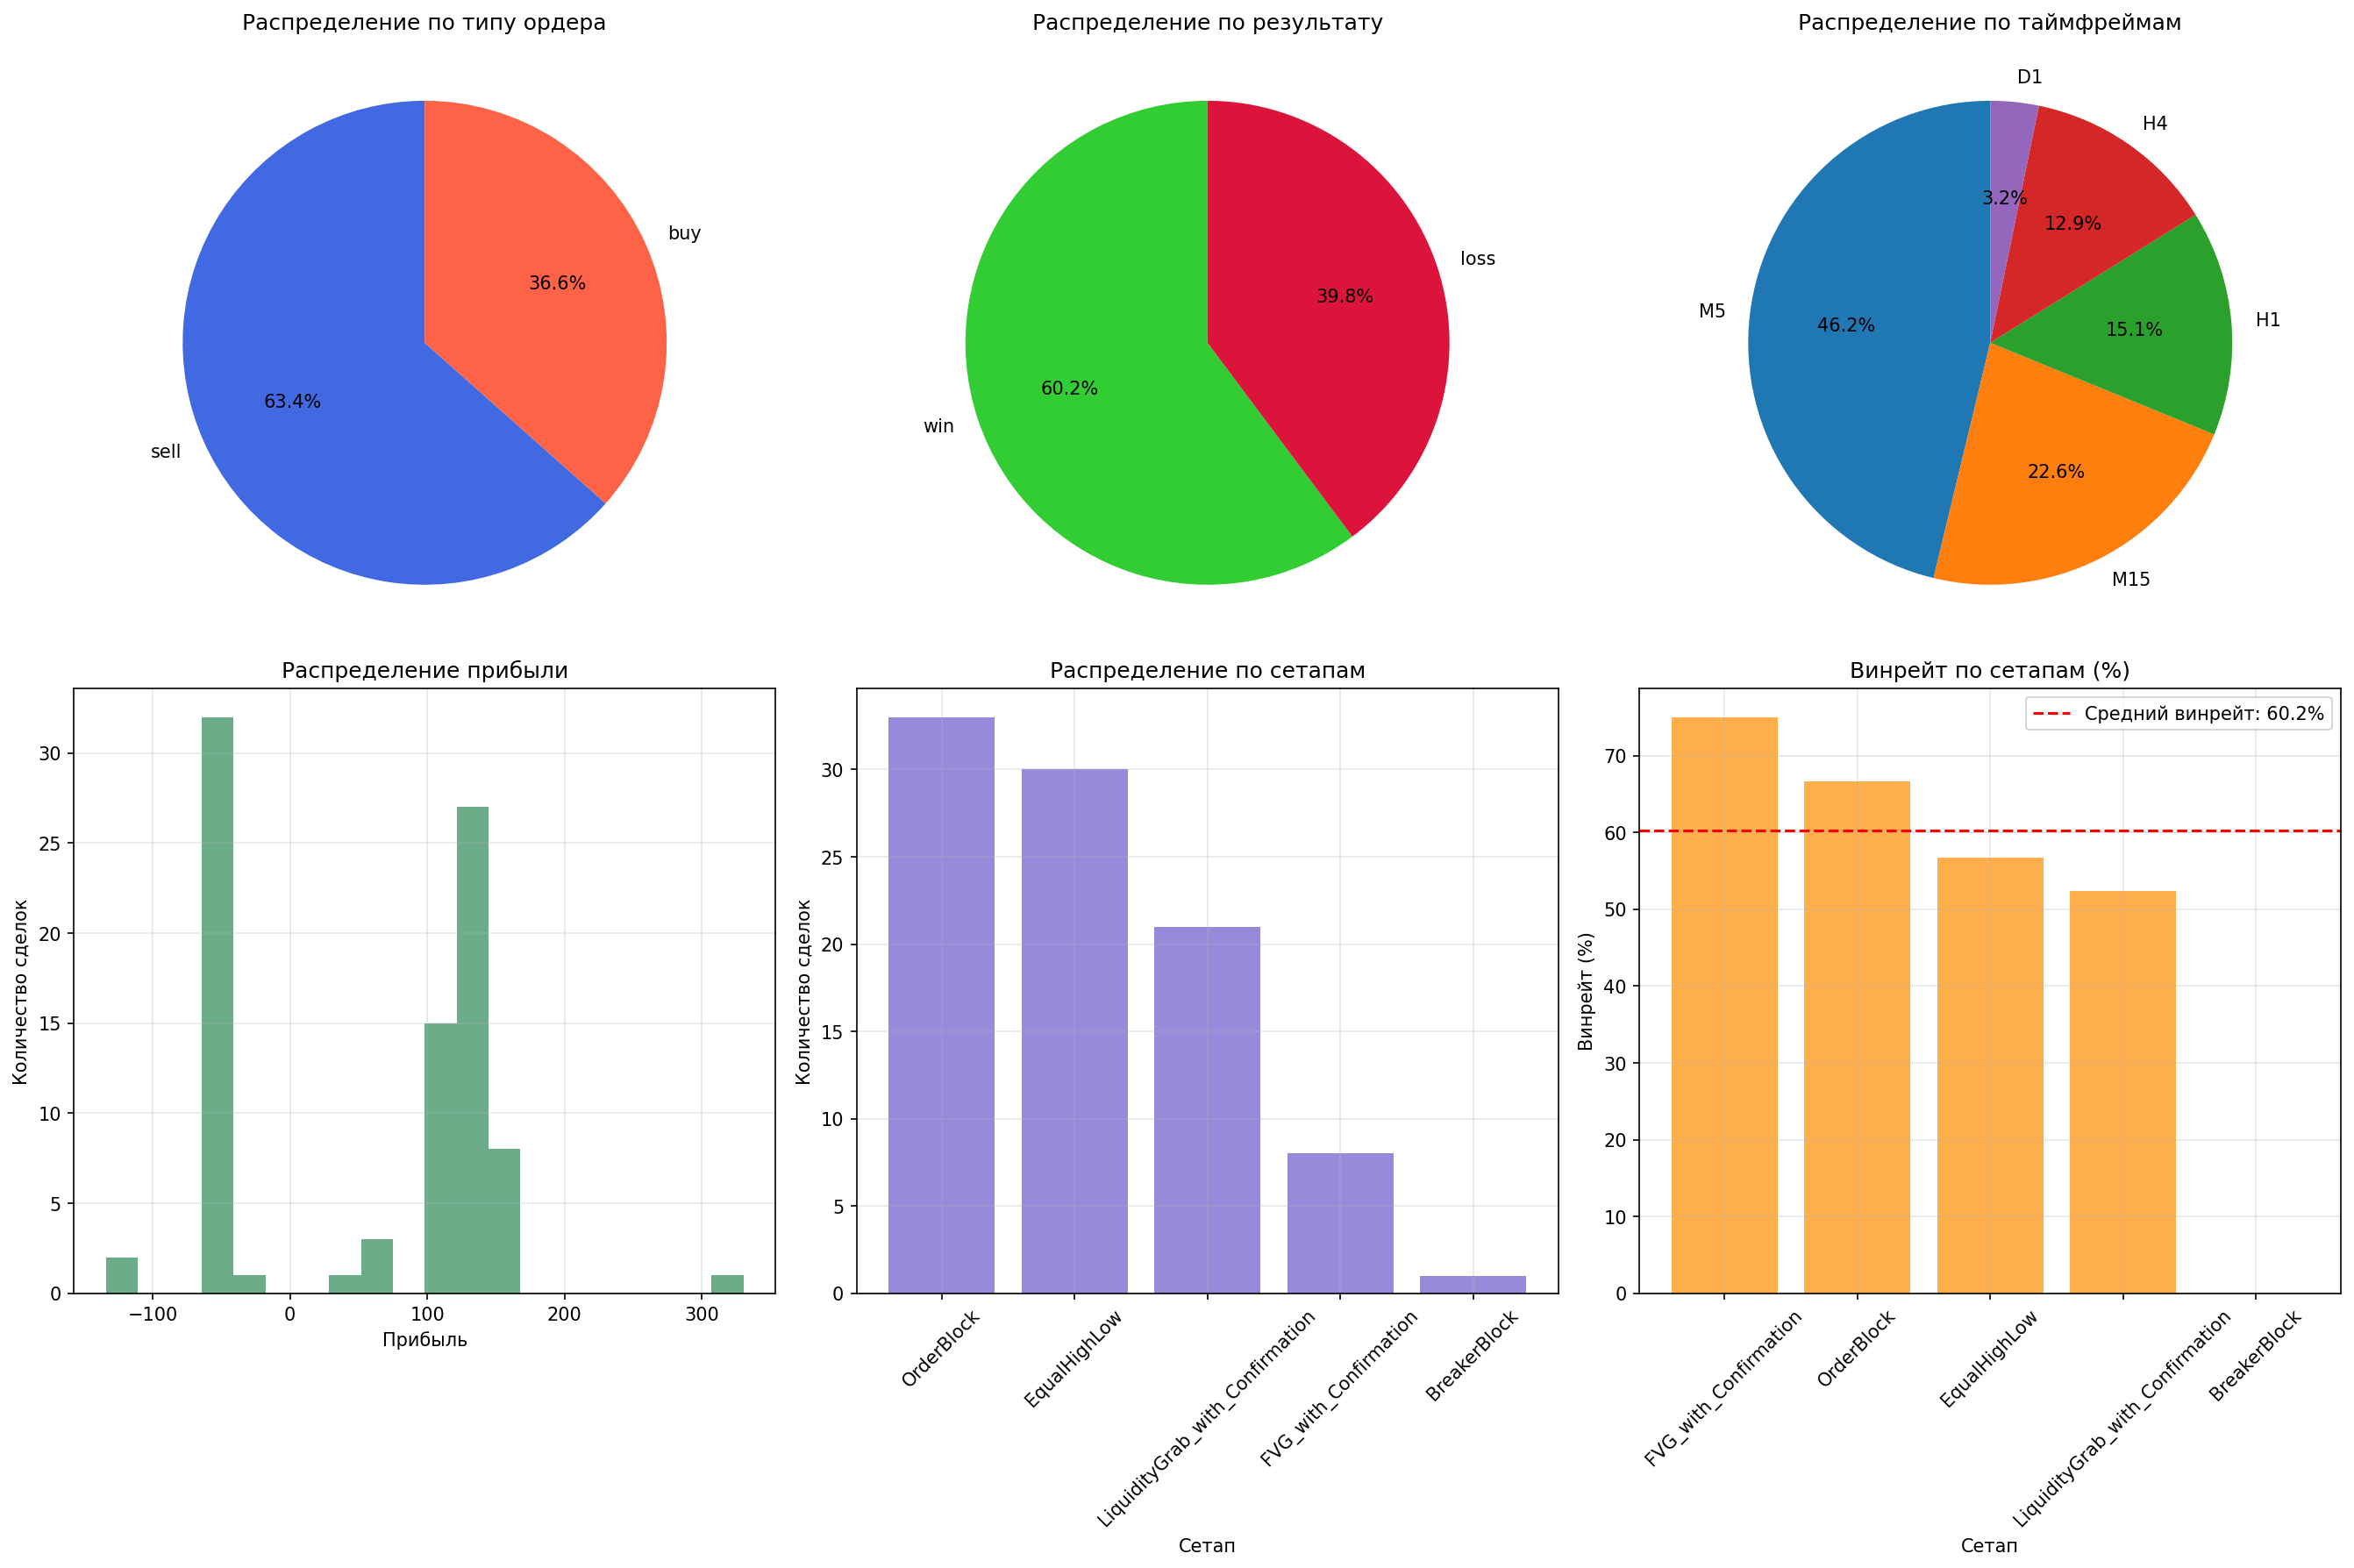 Распределение по типу ордера
buy
36.6%
63.4%
sell
Распределение по результату
loss
39.8%
60.2%
win
Распределение по таймфреймам
D1
H4
3.2%
12.9%
M5
46.2%
15.1%
H1
22.6%
M15
Распределение прибыли
Количество сделок
30
25
20
15
10
5
0
−100
0
100
200
300
Прибыль
Распределение по сетапам
Количество сделок
30
25
20
15
10
5
0
OrderBlock
EqualHighLow
LiquidityGrab_with_Confirmation
FVG_with_Confirmation
BreakerBlock
Сетап
Винрейт по сетапам (%)
Средний винрейт: 60.2%
Винрейт (%)
70
60
50
40
30
20
10
0
FVG_with_Confirmation
OrderBlock
EqualHighLow
LiquidityGrab_with_Confirmation
BreakerBlock
Сетап